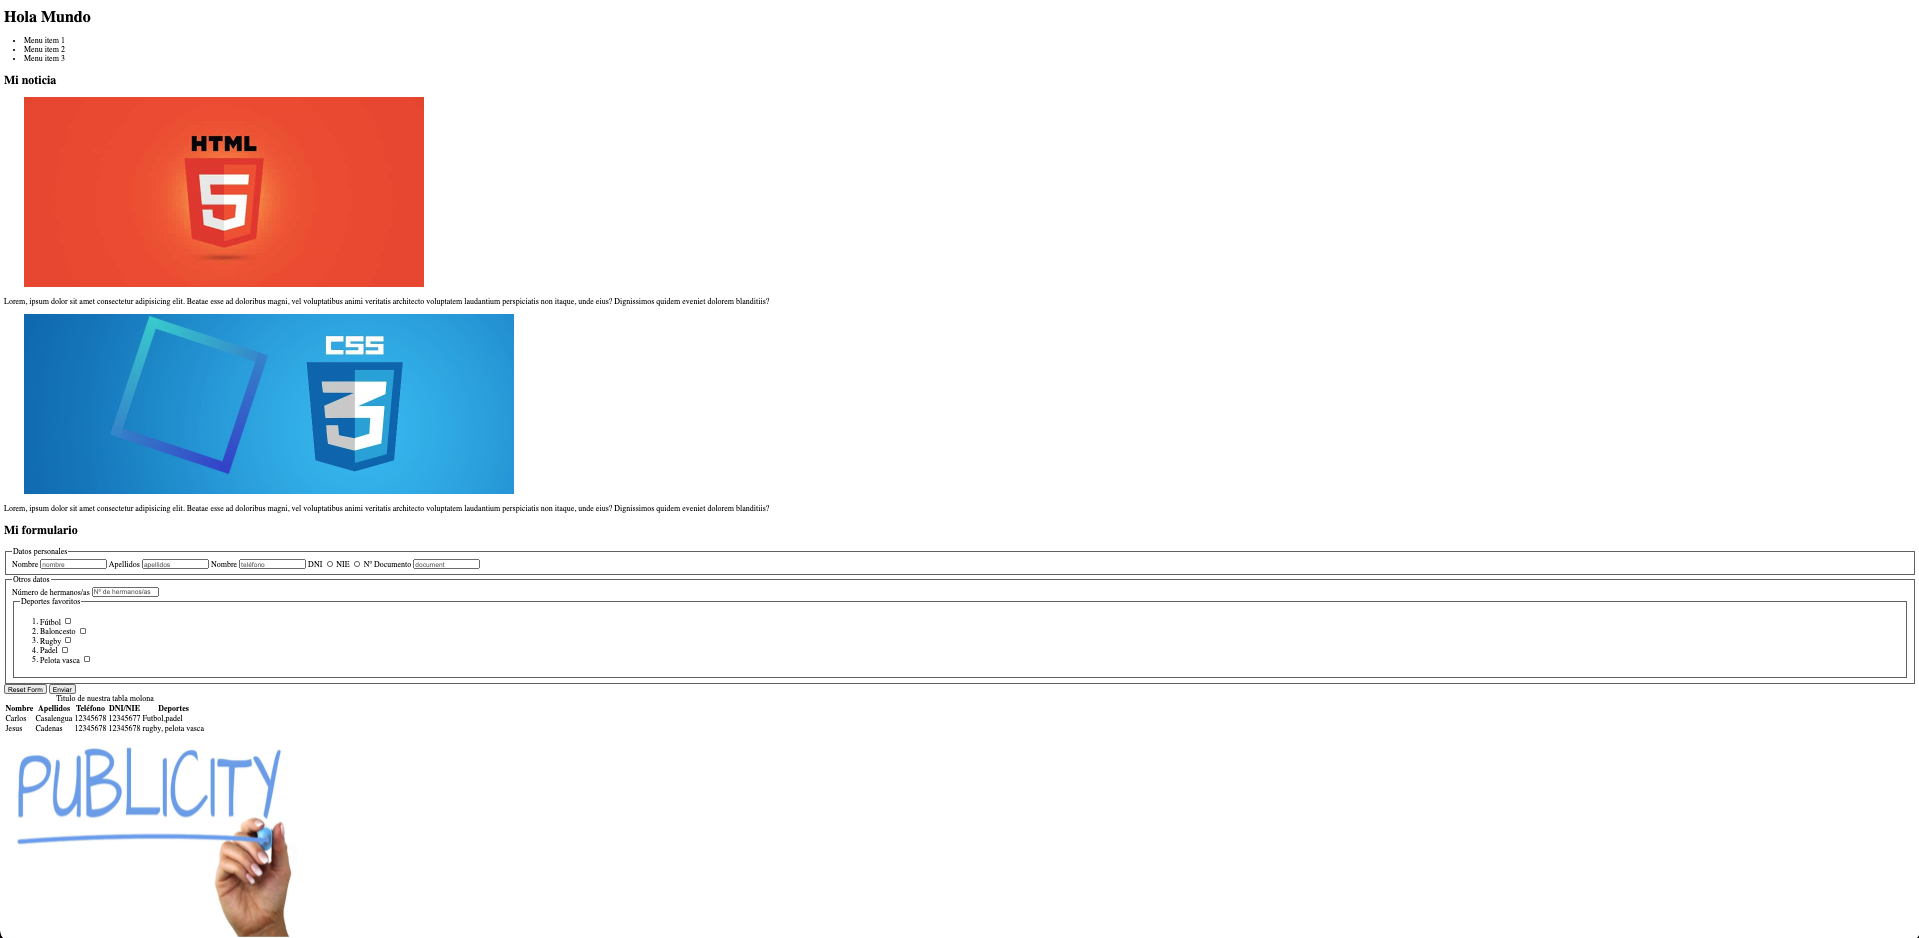 Hola Mundo
Menu item 1
Menu item 2
Menu item 3
Mi noticia
HTML
5
Lorem, ipsum dolor sit amet consectetur adipisicing elit. Beatae esse ad doloribus magni, vel voluptatibus animi veritatis architecto voluptatem laudantium perspiciatis non itaque, unde eius? Dignissimos quidem eveniet dolorem blanditiis?
CSS
3
Lorem, ipsum dolor sit amet consectetur adipisicing elit. Beatae esse ad doloribus magni, vel voluptatibus animi veritatis architecto voluptatem laudantium perspiciatis non itaque, unde eius? Dignissimos quidem eveniet dolorem blanditiis?
Mi formulario
Datos personales
Nombre nombre Apellidos apellidos Nombre teléfono DNI NIE Nº Documento document
Otros datos
Número de hermanos/as Nº de hermanos/as
Deportes favoritos
1. Fútbol
2. Baloncesto
3. Rugby
4. Padel
5. Pelota vasca
Reset Form Enviar
Titulo de nuestra tabla molona
Nombre Apellidos Teléfono DNI/NIE Deportes
Carlos Casalengua 12345678 12345677 Futbol,padel
Jesus Cadenas 12345678 12345678 rugby, pelota vasca
PUBLICITY